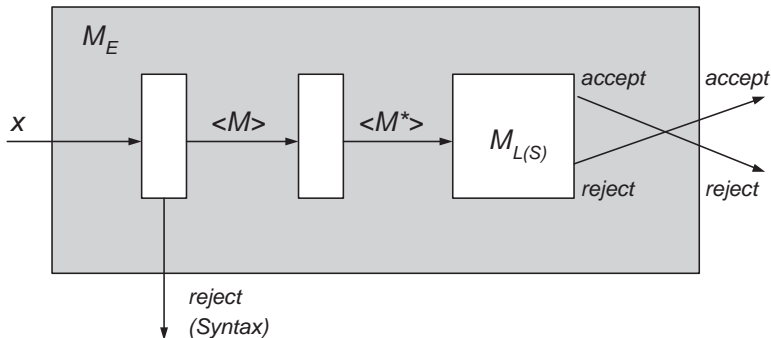 M_E
accept accept
x <M> <M*> M_L(S)
reject reject
reject
(Syntax)